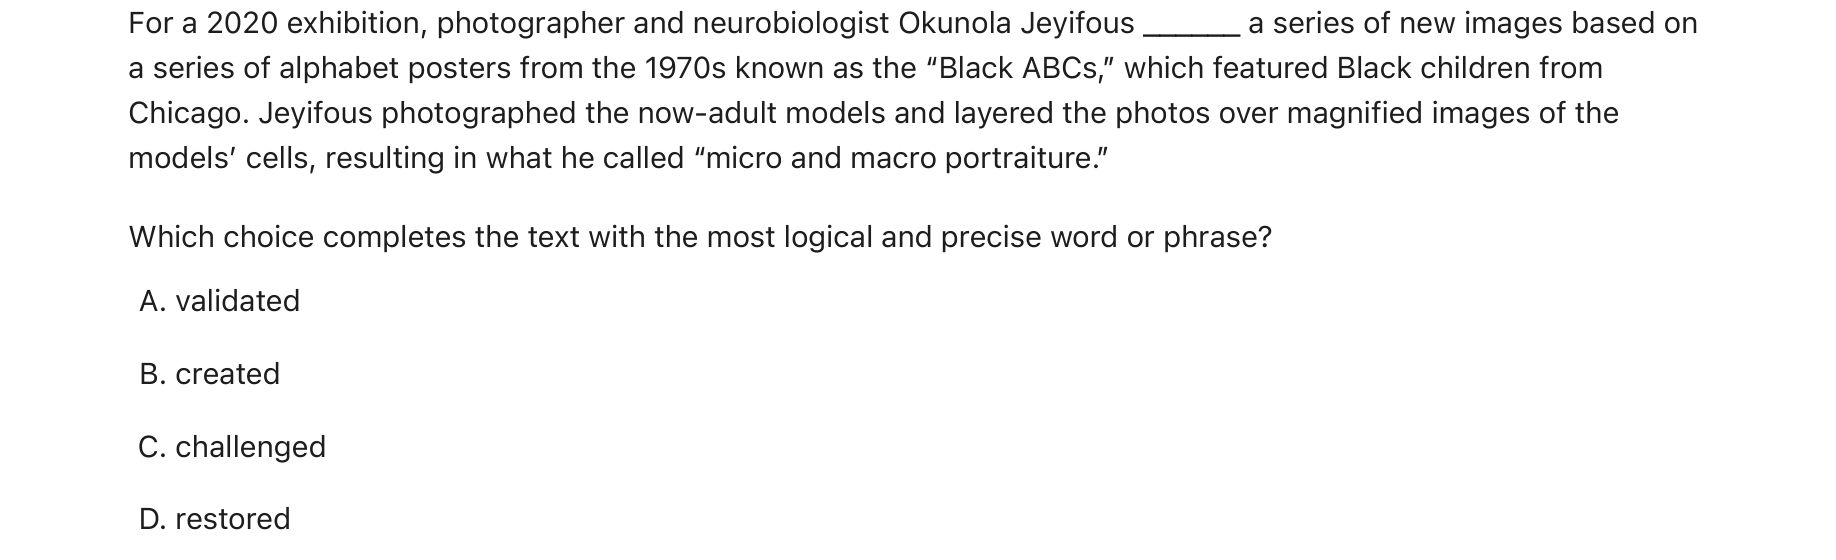 For a 2020 exhibition, photographer and neurobiologist Okunola Jeyifous ______ a series of new images based on
a series of alphabet posters from the 1970s known as the “Black ABCs,” which featured Black children from
Chicago. Jeyifous photographed the now-adult models and layered the photos over magnified images of the
models’ cells, resulting in what he called “micro and macro portraiture.”
Which choice completes the text with the most logical and precise word or phrase?
A. validated
B. created
C. challenged
D. restored